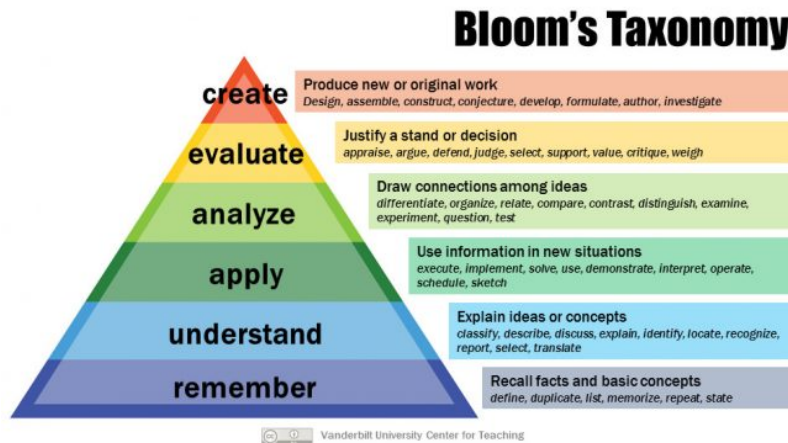 Bloom's Taxonomy
create
Produce new or original work
Design, assemble, construct, conjecture, develop, formulate, author, investigate
evaluate
Justify a stand or decision
appraise, argue, defend, judge, select, support, value, critique, weigh
analyze
Draw connections among ideas
differentiate, organize, relate, compare, contrast, distinguish, examine,
experiment, question, test
apply
Use information in new situations
execute, implement, solve, use, demonstrate, interpret, operate,
schedule, sketch
understand
Explain ideas or concepts
classify, describe, discuss, explain, identify, locate, recognize,
report, select, translate
remember
Recall facts and basic concepts
define, duplicate, list, memorize, repeat, state
cc
Vanderbilt University Center for Teaching